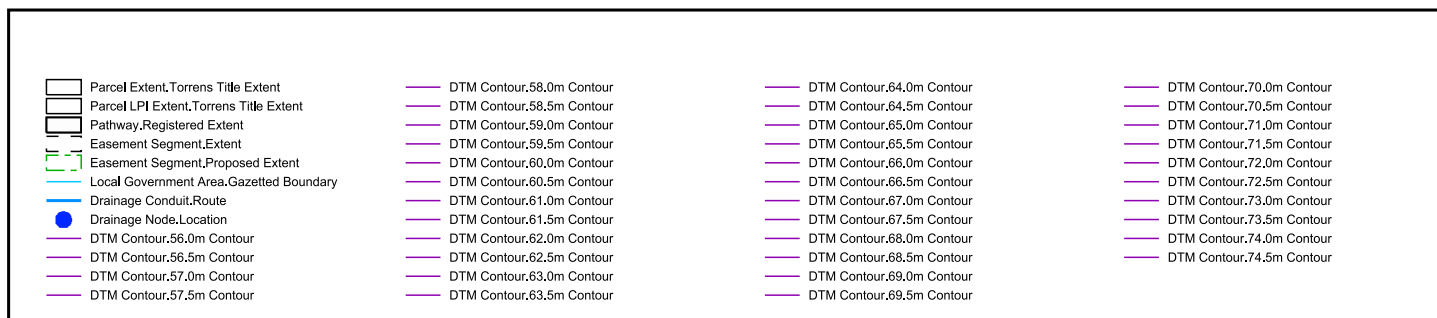 Parcel Extent.Torrens Title Extent
Parcel LPI Extent.Torrens Title Extent
Pathway.Registered Extent
Easement Segment.Extent
Easement Segment.Proposed Extent
Local Government Area.Gazetted Boundary
Drainage Conduit.Route
Drainage Node.Location
DTM Contour.56.0m Contour
DTM Contour.56.5m Contour
DTM Contour.57.0m Contour
DTM Contour.57.5m Contour
DTM Contour.58.0m Contour
DTM Contour.58.5m Contour
DTM Contour.59.0m Contour
DTM Contour.59.5m Contour
DTM Contour.60.0m Contour
DTM Contour.60.5m Contour
DTM Contour.61.0m Contour
DTM Contour.61.5m Contour
DTM Contour.62.0m Contour
DTM Contour.62.5m Contour
DTM Contour.63.0m Contour
DTM Contour.63.5m Contour
DTM Contour.64.0m Contour
DTM Contour.64.5m Contour
DTM Contour.65.0m Contour
DTM Contour.65.5m Contour
DTM Contour.66.0m Contour
DTM Contour.66.5m Contour
DTM Contour.67.0m Contour
DTM Contour.67.5m Contour
DTM Contour.68.0m Contour
DTM Contour.68.5m Contour
DTM Contour.69.0m Contour
DTM Contour.69.5m Contour
DTM Contour.70.0m Contour
DTM Contour.70.5m Contour
DTM Contour.71.0m Contour
DTM Contour.71.5m Contour
DTM Contour.72.0m Contour
DTM Contour.72.5m Contour
DTM Contour.73.0m Contour
DTM Contour.73.5m Contour
DTM Contour.74.0m Contour
DTM Contour.74.5m Contour